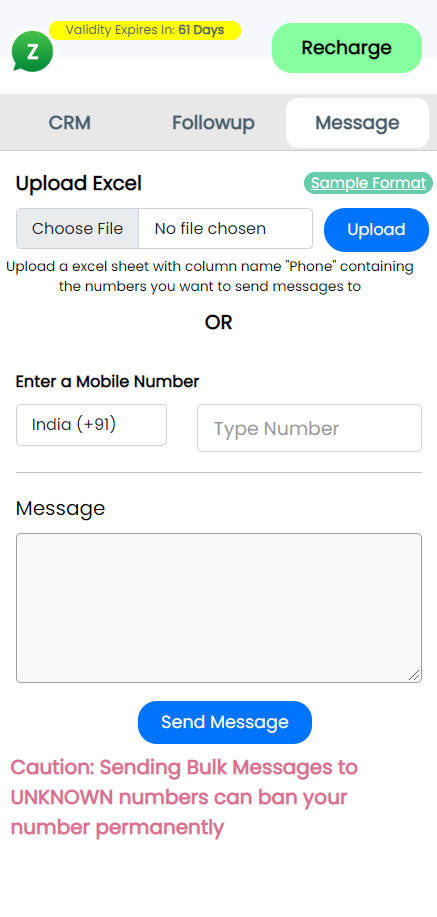 Validity Expires In: 61 Days
Z
Recharge
CRM
Followup
Message
Upload Excel
Sample Format
Choose File
No file chosen
Upload
Upload a excel sheet with column name "Phone" containing
the numbers you want to send messages to
OR
Enter a Mobile Number
India (+91)
Type Number
Message
Send Message
Caution: Sending Bulk Messages to
UNKNOWN numbers can ban your
number permanently